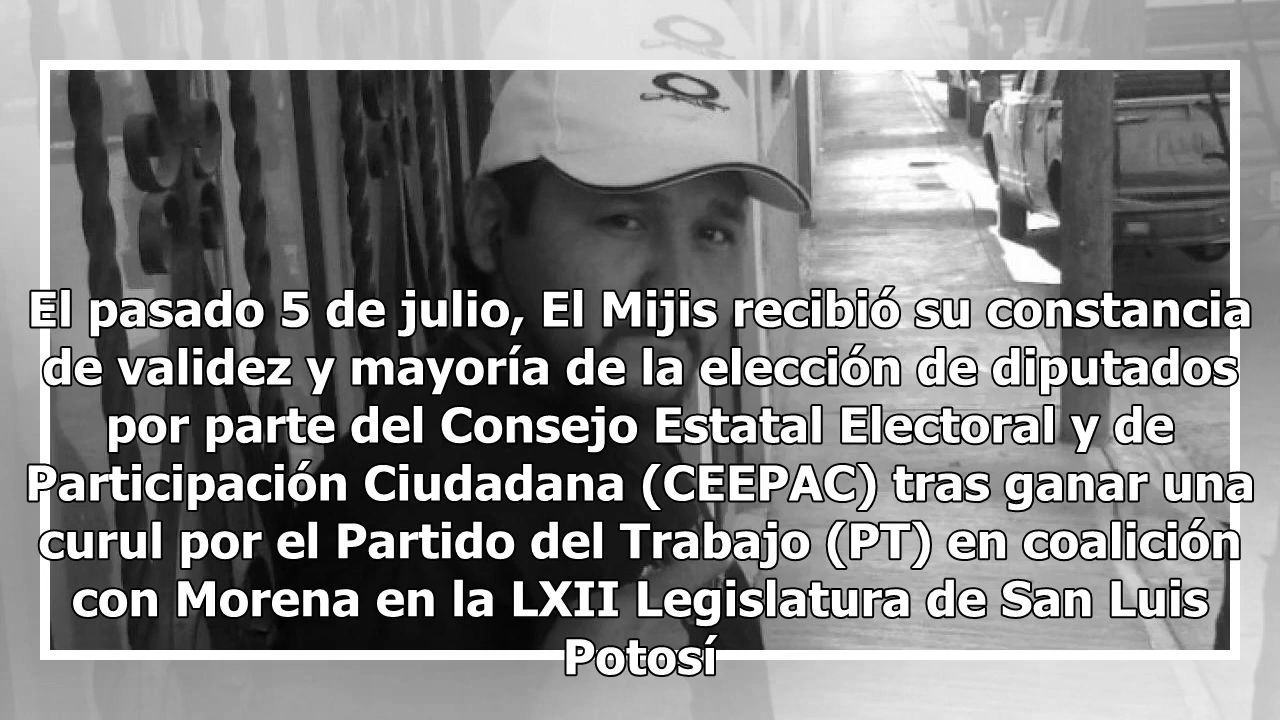 El pasado 5 de julio, El Mijis recibió su constancia
de validez y mayoría de la elección de diputados
por parte del Consejo Estatal Electoral y de
Participación Ciudadana (CEEPAC) tras ganar una
curul por el Partido del Trabajo (PT) en coalición
con Morena en la LXII Legislatura de San Luis
Potosí